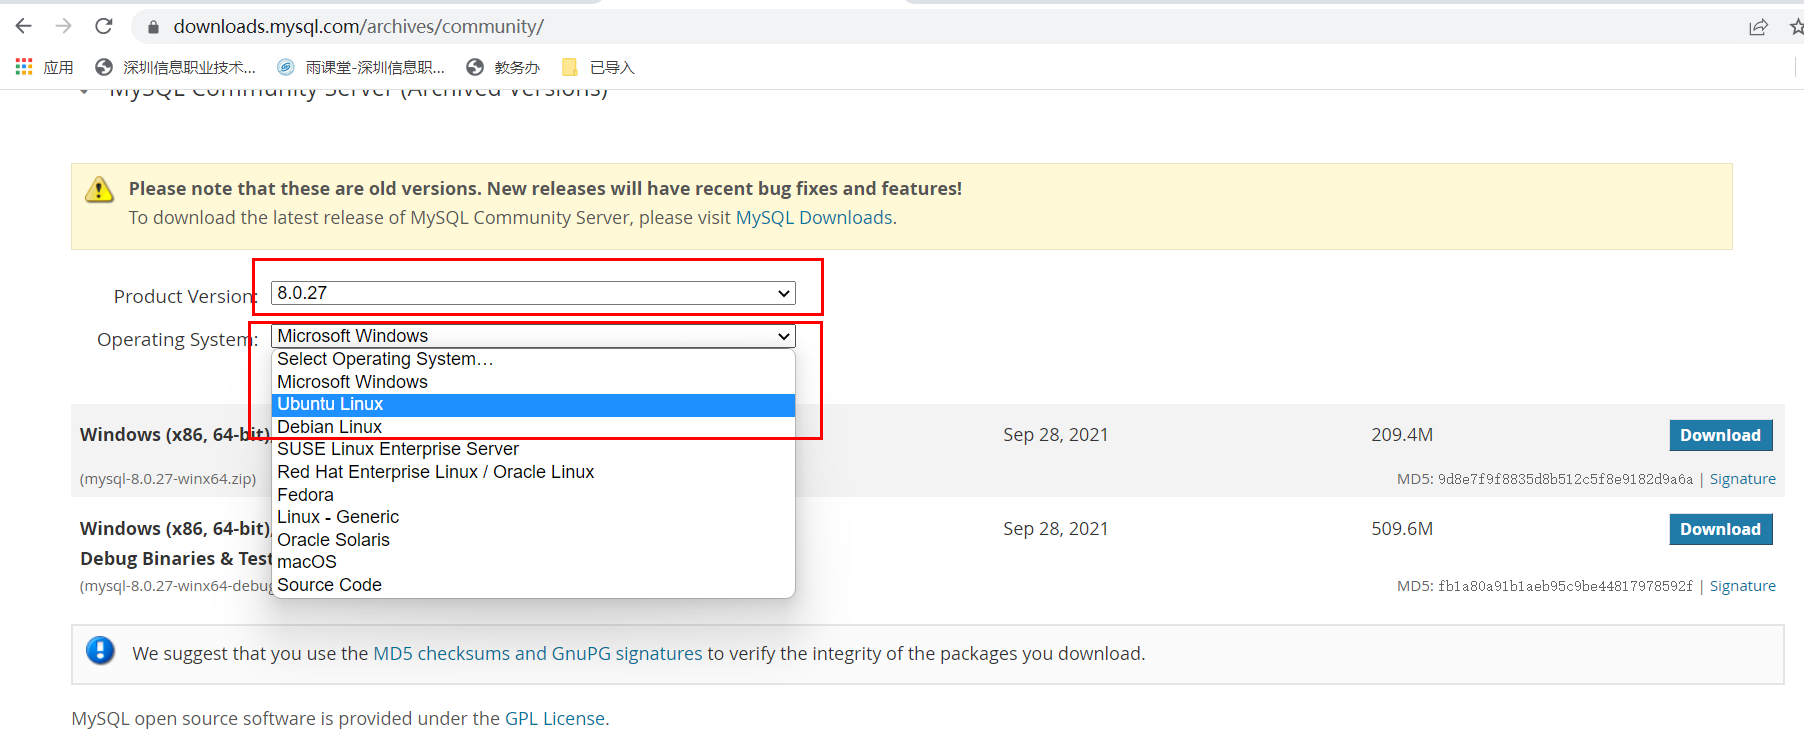 downloads.mysql.com/archives/community/
应用 深圳信息职业技术... 雨课堂-深圳信息职... 教务办 已导入
MySQL Community Server (Archived Versions)
Please note that these are old versions. New releases will have recent bug fixes and features!
To download the latest release of MySQL Community Server, please visit MySQL Downloads.
Product Version: 8.0.27
Operating System: Microsoft Windows
Select Operating System…
Microsoft Windows
Ubuntu Linux
Debian Linux
SUSE Linux Enterprise Server
Red Hat Enterprise Linux / Oracle Linux
Fedora
Linux - Generic
Oracle Solaris
macOS
Source Code
Windows (x86, 64-bit), Sep 28, 2021 209.4M Download
(mysql-8.0.27-winx64.zip) MD5: 9d8e7f9f8835d8b512c5f8e9182d9a6a | Signature
Windows (x86, 64-bit), Sep 28, 2021 509.6M Download
Debug Binaries & Test
(mysql-8.0.27-winx64-debug MD5: fb1a80a91b1aeb95c9be44817978592f | Signature
We suggest that you use the MD5 checksums and GnuPG signatures to verify the integrity of the packages you download.
MySQL open source software is provided under the GPL License.